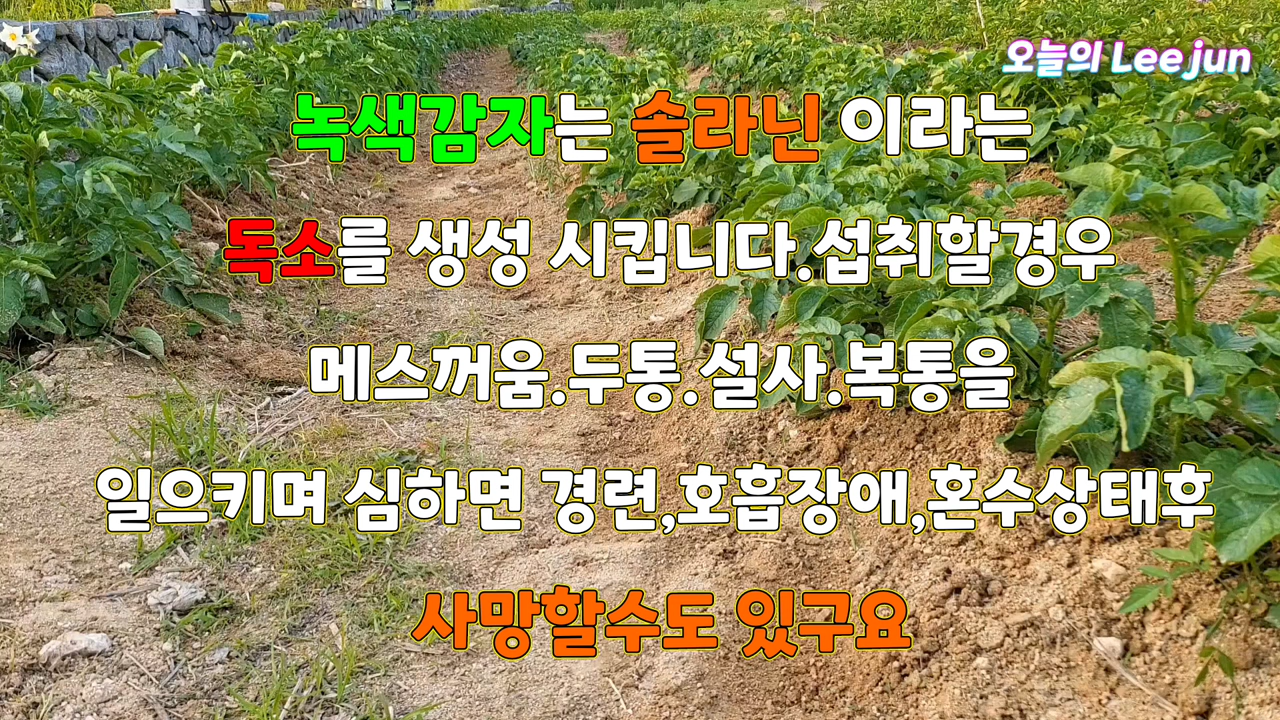 오늘의 Lee jun
녹색감자는 솔라닌 이라는
독소를 생성 시킵니다.섭취할경우
메스꺼움.두통.설사.복통을
일으키며 심하면 경련,호흡장애,혼수상태후
사망할수도 있구요